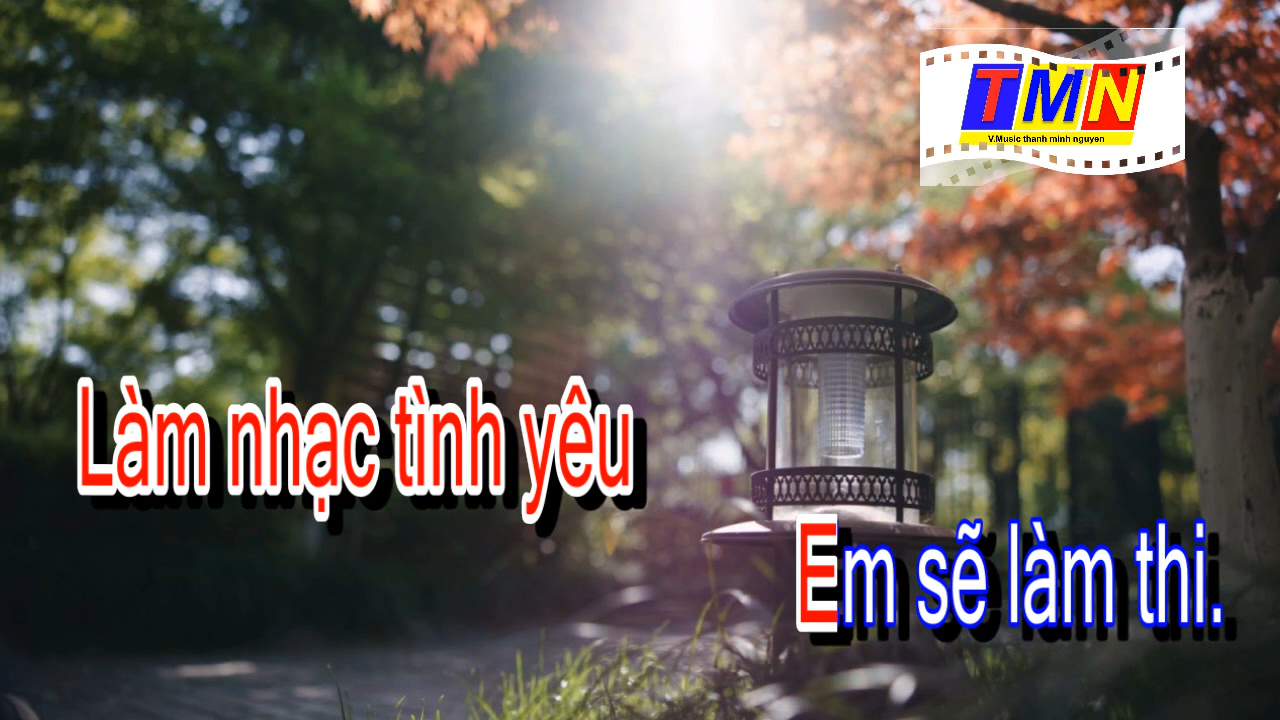 TMN
V.Music thanh minh nguyen
Làm nhạc tình yêu
Em sẽ làm thi.